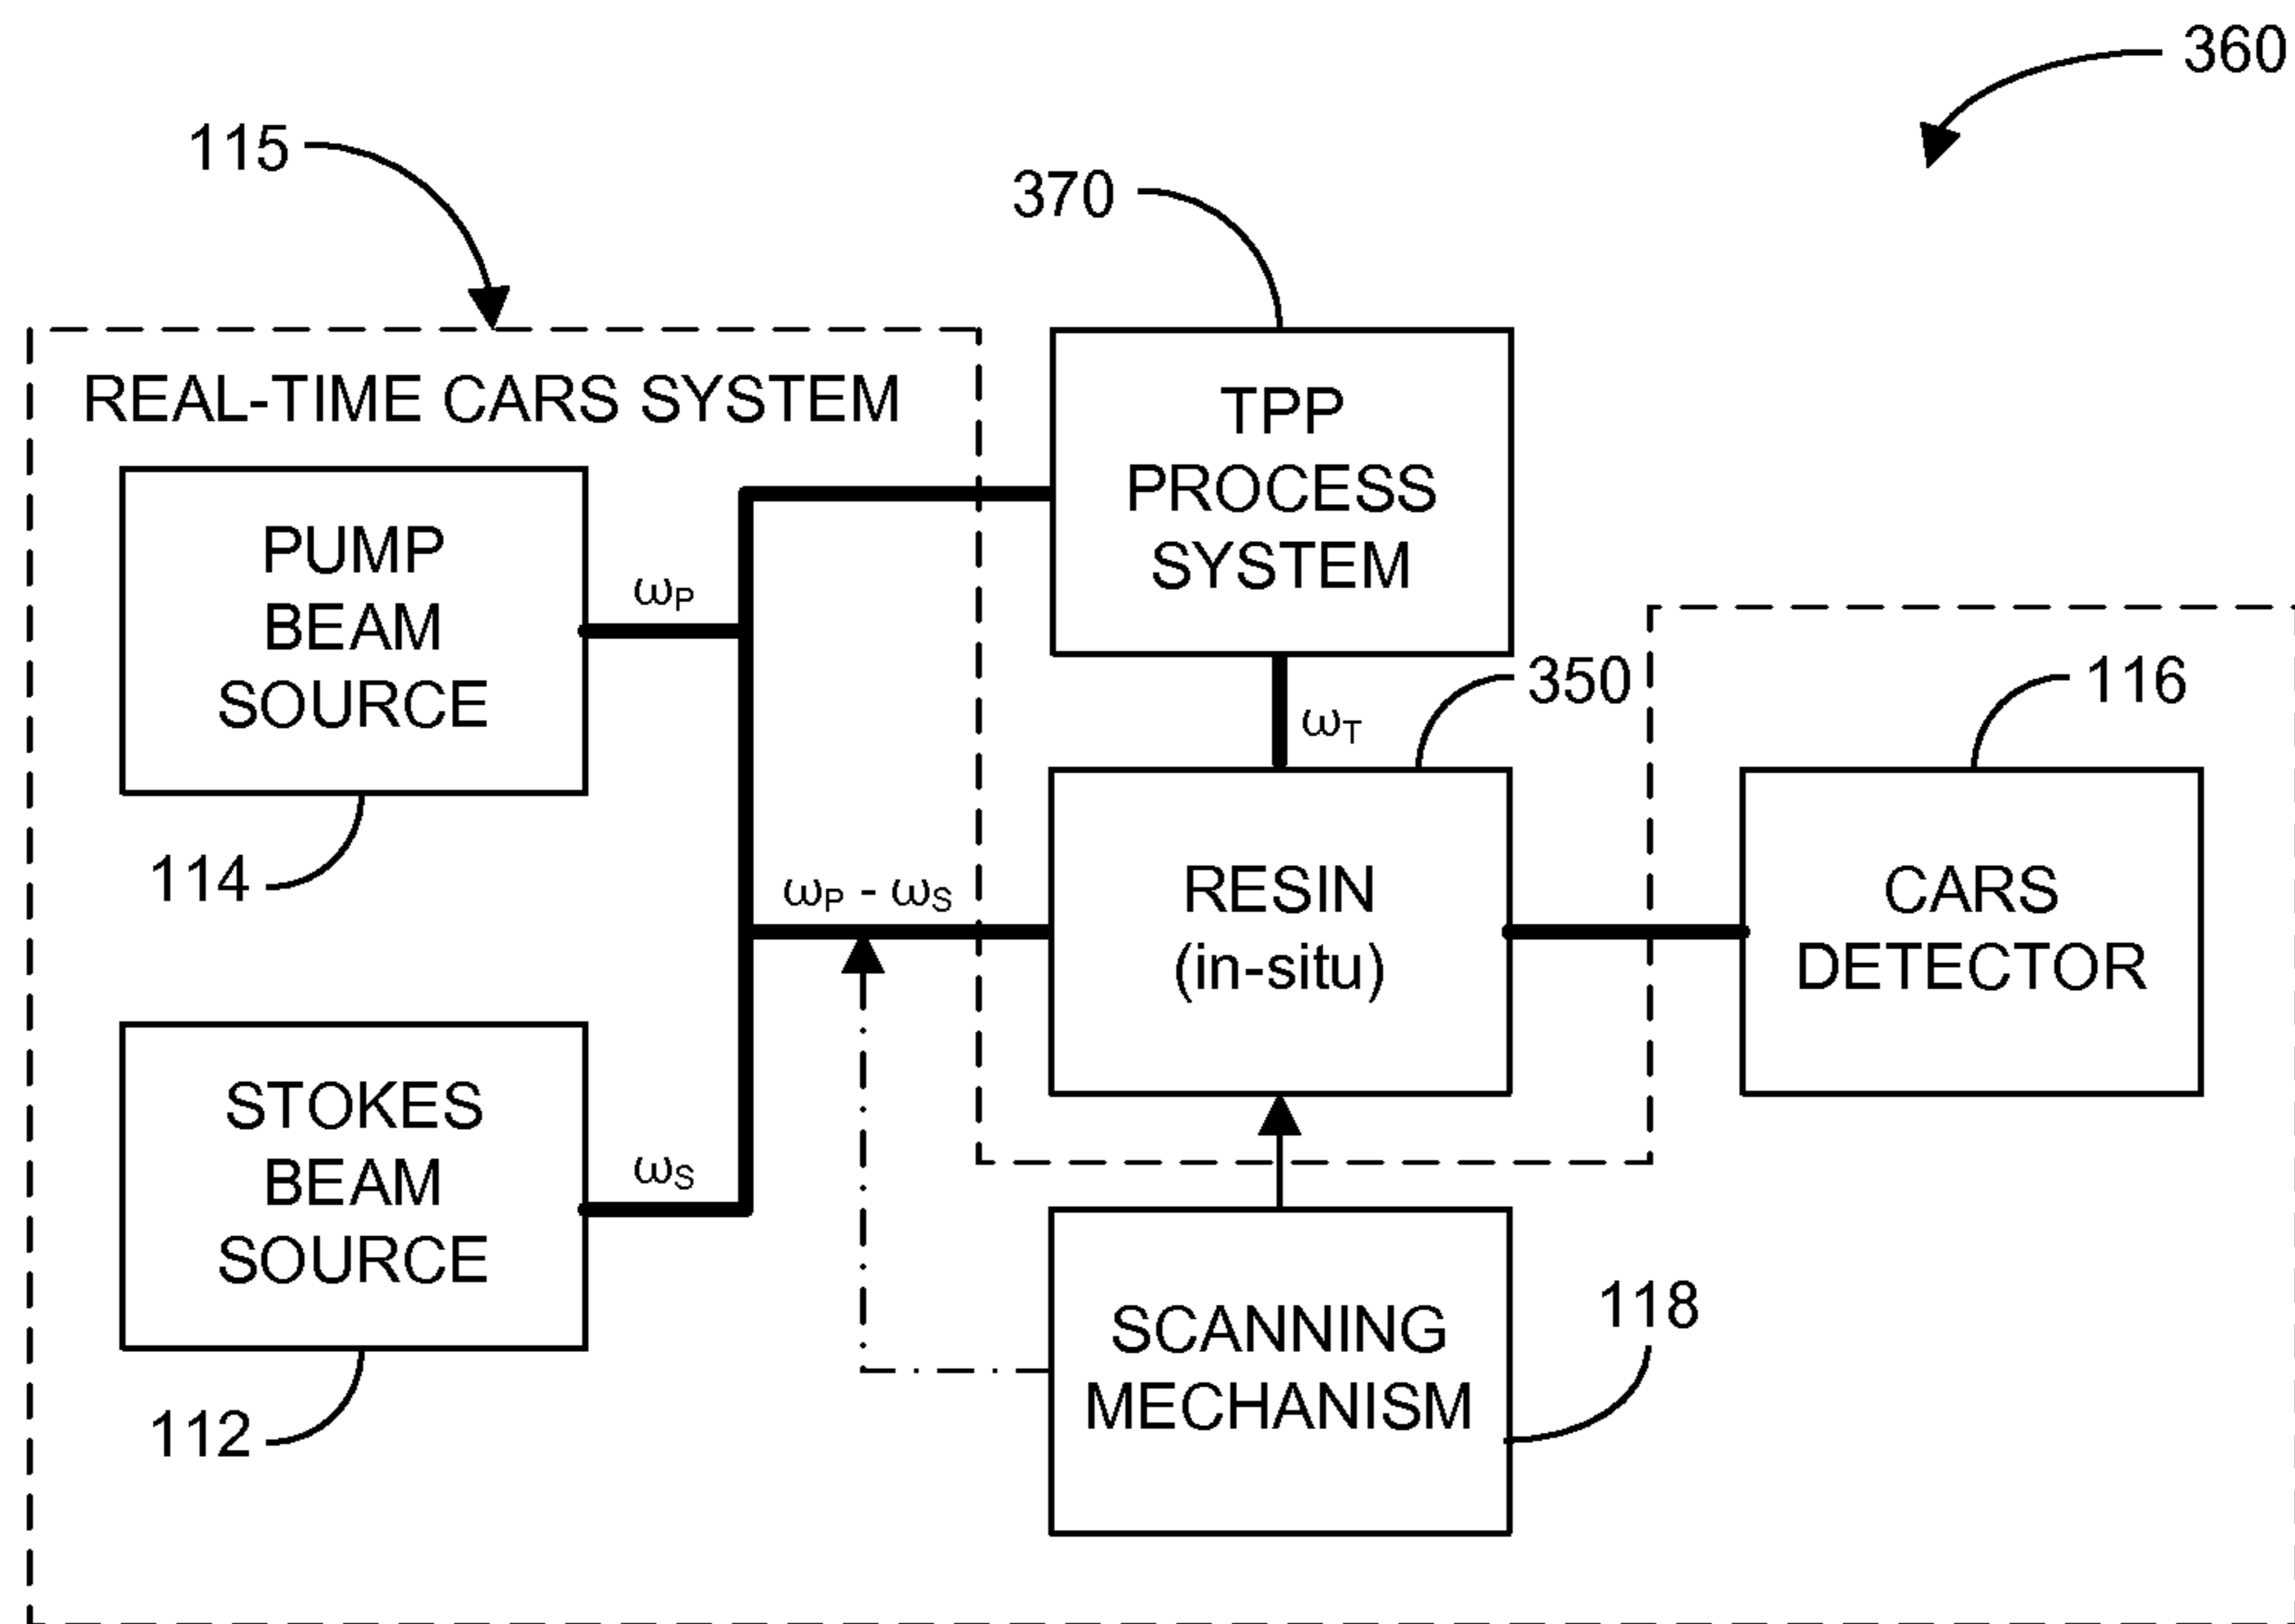 360
115
370
REAL-TIME CARS SYSTEM
TPP
PROCESS
SYSTEM
PUMP
BEAM
SOURCE
ωP
350
116
ωT
114
ωP - ωS
RESIN
(in-situ)
CARS
DETECTOR
STOKES
BEAM
SOURCE
ωS
118
SCANNING
MECHANISM
112